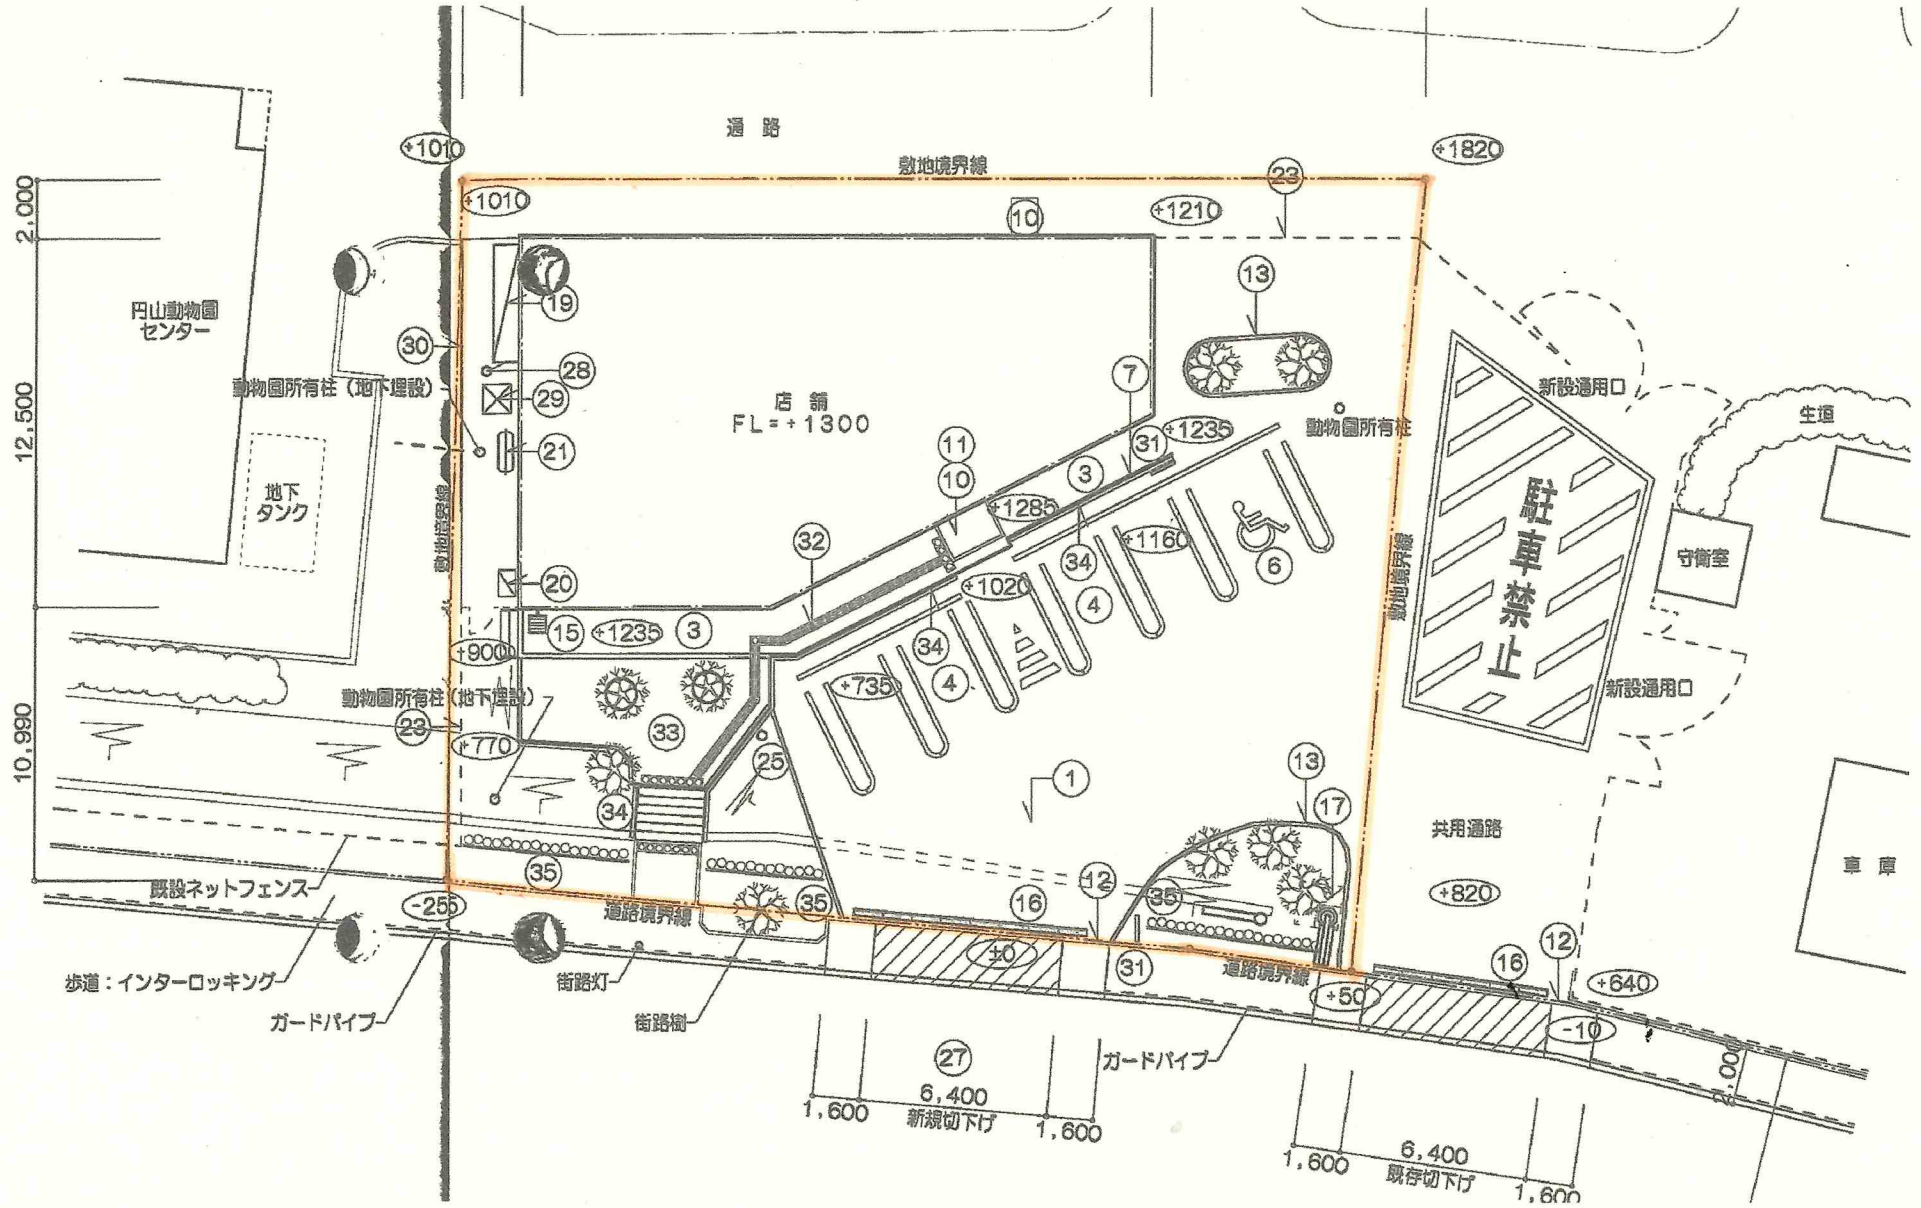 通路
+1010
+1820
敷地境界線
23
+1010
10
+1210
2,000
13
円山動物園
センター
19
30
28
7
動物園所有柱（地下埋設）
29
新設通用口
店舗
FL=+1300
生垣
12,500
11
31
+1235
動物園所有柱
21
10
3
地下
タンク
敷地境界線
+1285
駐車禁止
32
+1160
34
6
守衛室
敷地境界線
20
+1020
4
15
+1235
3
34
+900
4
+735
新設通用口
動物園所有柱（地下埋設）
23
33
+770
25
10,990
13
1
17
34
共用通路
車庫
35
既設ネットフェンス
+820
-255
道路境界線
35
16
12
35
±0
31
道路境界線
16
12
歩道：インターロッキング
街路灯
+50
+640
ガードパイプ
街路樹
-10
27
ガードパイプ
2,000
6,400
1,600
新規切下げ
1,600
6,400
1,600
既存切下げ
1,600